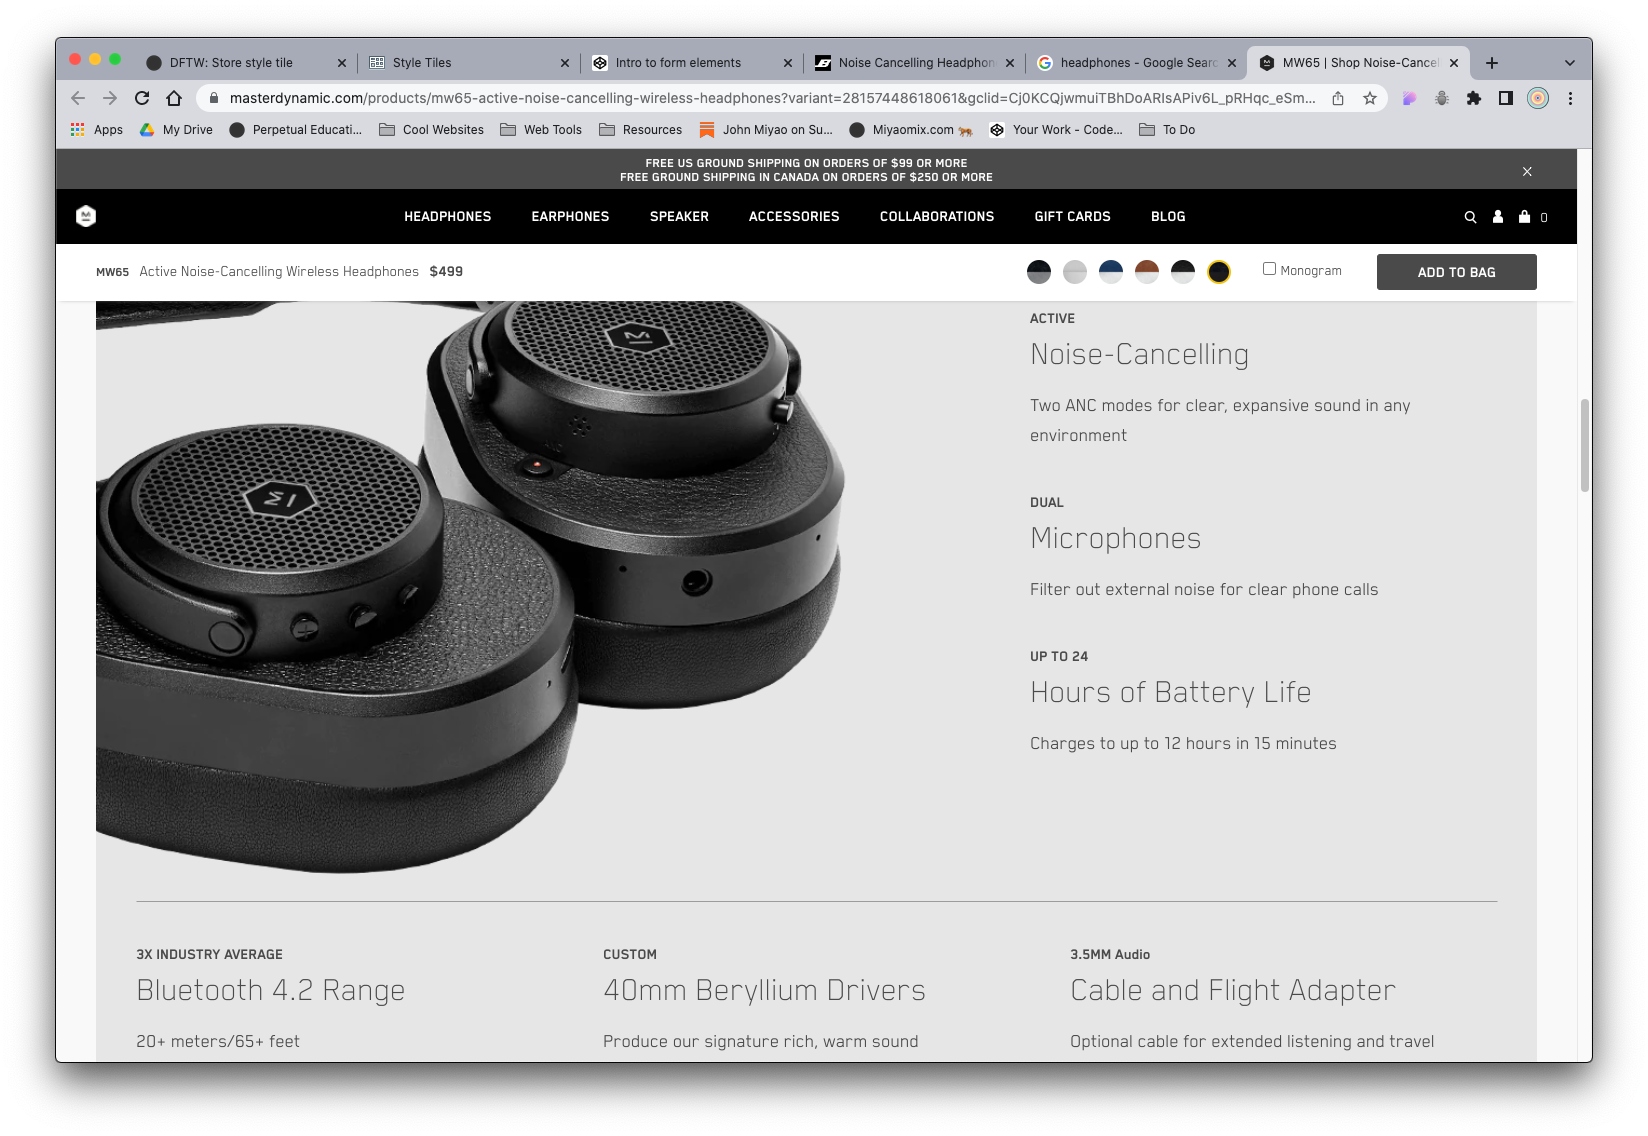 DFTW: Store style tile
Style Tiles
Intro to form elements
Noise Cancelling Headphon
headphones - Google Searc
MW65 | Shop Noise-Cancel
masterdynamic.com/products/mw65-active-noise-cancelling-wireless-headphones?variant=28157448618061&gclid=Cj0KCQjwmuiTBhDoARIsAPiv6L_pRHqc_eSm...
Apps
My Drive
Perpetual Educati...
Cool Websites
Web Tools
Resources
John Miyao on Su...
Miyaomix.com
Your Work - Code...
To Do
FREE US GROUND SHIPPING ON ORDERS OF $99 OR MORE
FREE GROUND SHIPPING IN CANADA ON ORDERS OF $250 OR MORE
HEADPHONES
EARPHONES
SPEAKER
ACCESSORIES
COLLABORATIONS
GIFT CARDS
BLOG
0
MW65 Active Noise-Cancelling Wireless Headphones $499
Monogram
ADD TO BAG
ACTIVE
Noise-Cancelling
Two ANC modes for clear, expansive sound in any
environment
DUAL
Microphones
Filter out external noise for clear phone calls
UP TO 24
Hours of Battery Life
Charges to up to 12 hours in 15 minutes
3X INDUSTRY AVERAGE
Bluetooth 4.2 Range
20+ meters/65+ feet
CUSTOM
40mm Beryllium Drivers
Produce our signature rich, warm sound
3.5MM Audio
Cable and Flight Adapter
Optional cable for extended listening and travel